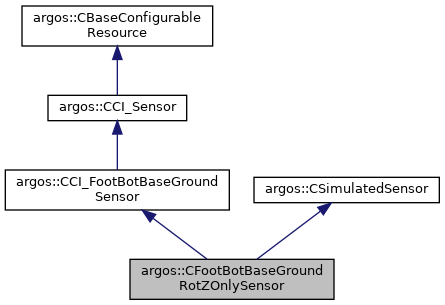 argos::CBaseConfigurable
Resource
argos::CCI_Sensor
argos::CCI_FootBotBaseGround
Sensor
argos::CSimulatedSensor
argos::CFootBotBaseGround
RotZOnlySensor